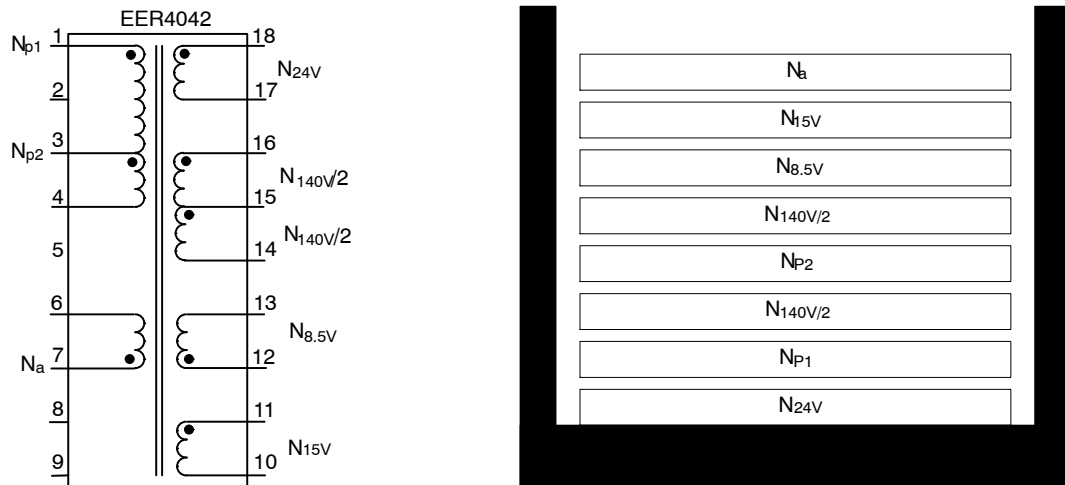 EER4042
Np1 1 18
N24V
2 17
3 16
Np2
N140V/2
4 15
N140V/2
5 14
6 13
N8.5V
Na 7 12
8 11
N15V
9 10
Na
N15V
N8.5V
N140V/2
NP2
N140V/2
NP1
N24V